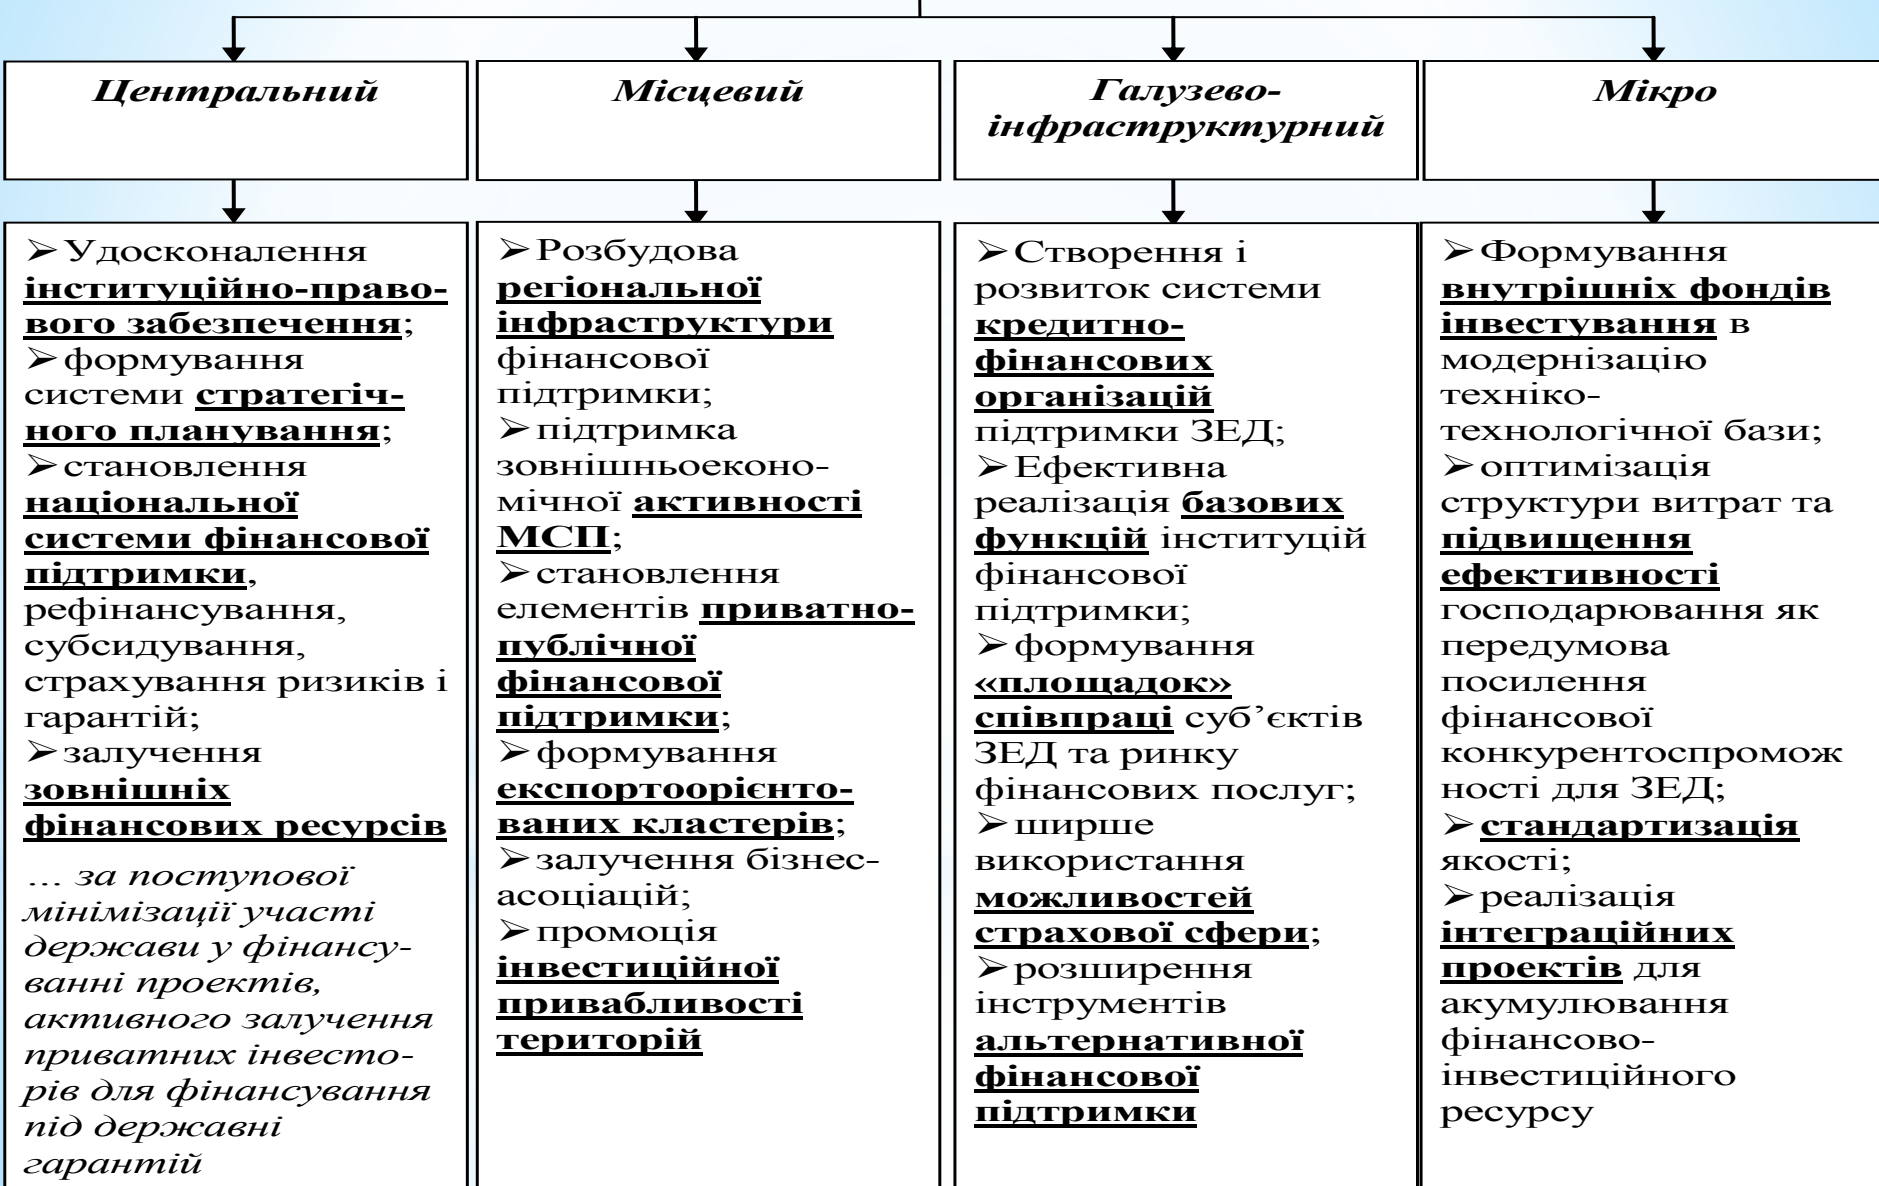 Центральний
➢Удосконалення
інституційно-право-
вого забезпечення;
➢формування
системи стратегіч-
ного планування;
➢становлення
національної
системи фінансової
підтримки,
рефінансування,
субсидування,
страхування ризиків і
гарантій;
➢залучення
зовнішніх
фінансових ресурсів
... за поступової
мінімізації участі
держави у фінансу-
ванні проектів,
активного залучення
приватних інвесто-
рів для фінансування
під державні
гарантій
Місцевий
➢Розбудова
регіональної
інфраструктури
фінансової
підтримки;
➢підтримка
зовнішньоеконо-
мічної активності
МСП;
➢становлення
елементів приватно-
публічної
фінансової
підтримки;
➢формування
експортоорієнто-
ваних кластерів;
➢залучення бізнес-
асоціацій;
➢промоція
інвестиційної
привабливості
територій
Галузево-
інфраструктурний
➢Створення і
розвиток системи
кредитно-
фінансових
організацій
підтримки ЗЕД;
➢Ефективна
реалізація базових
функцій інституцій
фінансової
підтримки;
➢формування
«площадок»
співпраці суб’єктів
ЗЕД та ринку
фінансових послуг;
➢ширше
використання
можливостей
страхової сфери;
➢розширення
інструментів
альтернативної
фінансової
підтримки
Мікро
➢Формування
внутрішніх фондів
інвестування в
модернізацію
техніко-
технологічної бази;
➢оптимізація
структури витрат та
підвищення
ефективності
господарювання як
передумова
посилення
фінансової
конкурентоспромож
ності для ЗЕД;
➢стандартизація
якості;
➢реалізація
інтеграційних
проектів для
акумулювання
фінансово-
інвестиційного
ресурсу